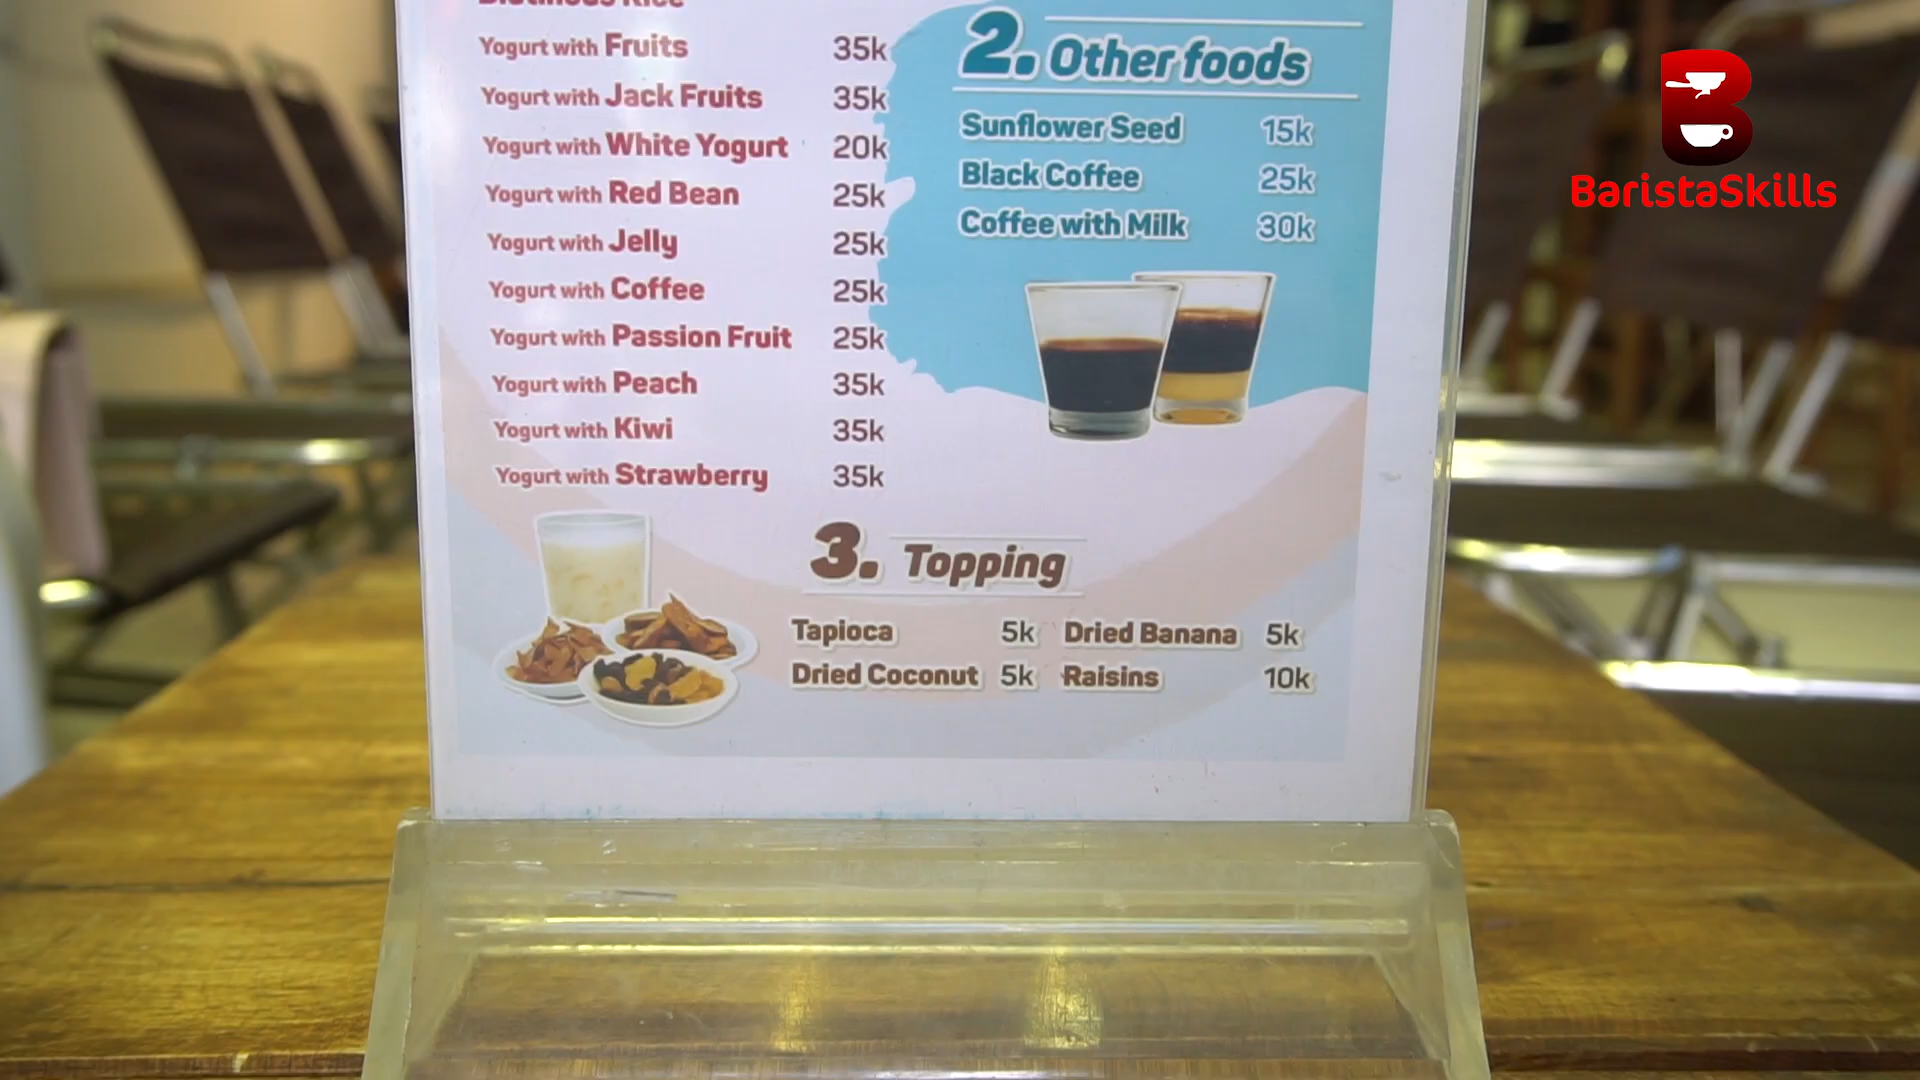 Yogurt with Fruits 35k
Yogurt with Jack Fruits 35k
Yogurt with White Yogurt 20k
Yogurt with Red Bean 25k
Yogurt with Jelly 25k
Yogurt with Coffee 25k
Yogurt with Passion Fruit 25k
Yogurt with Peach 35k
Yogurt with Kiwi 35k
Yogurt with Strawberry 35k
2. Other foods
Sunflower Seed 15k
Black Coffee 25k
Coffee with Milk 30k
3. Topping
Tapioca 5k Dried Banana 5k
Dried Coconut 5k Raisins 10k
BaristaSkills